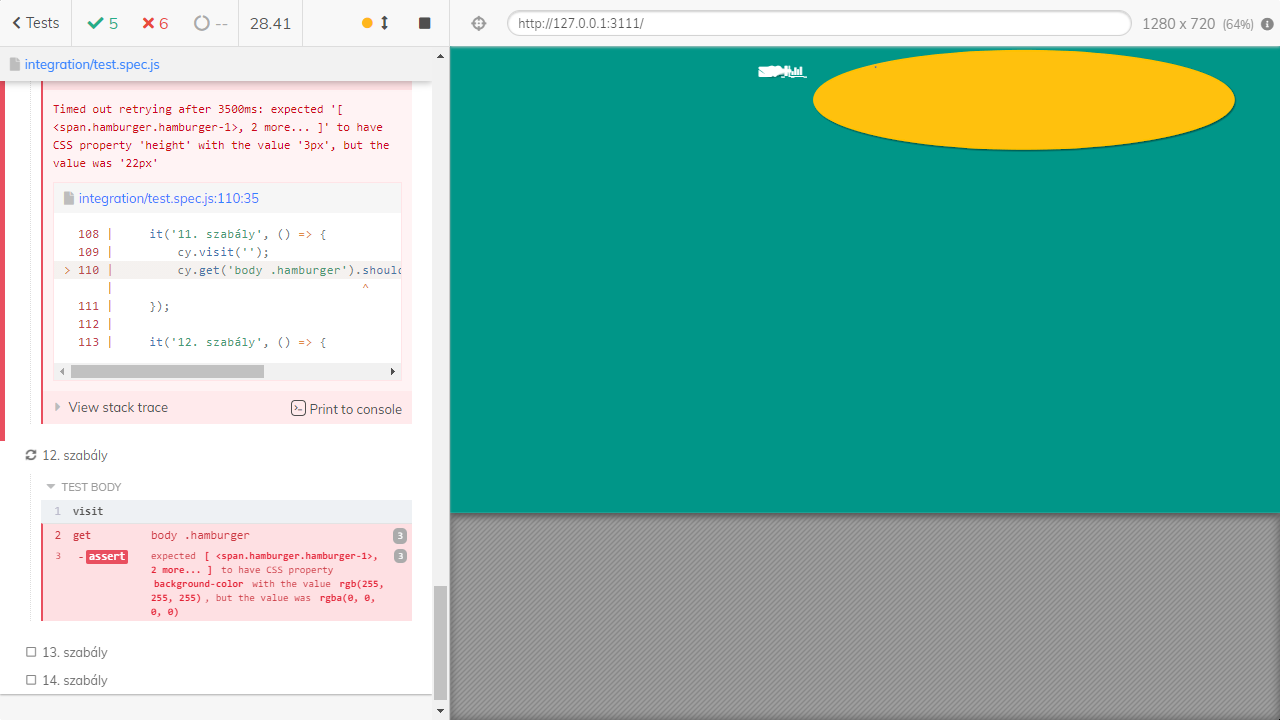 Tests
5
6
--
28.41
http://127.0.0.1:3111/
1280 x 720 (64%)
integration/test.spec.js
Timed out retrying after 3500ms: expected '[
<span.hamburger.hamburger-1>, 2 more... ]' to have
CSS property 'height' with the value '3px', but the
value was '22px'
integration/test.spec.js:110:35
108 | it('11. szabály', () => {
109 | cy.visit('');
> 110 | cy.get('body .hamburger').should
| ^
111 | });
112 |
113 | it('12. szabály', () => {
View stack trace
Print to console
12. szabály
TEST BODY
1 visit
2 get body .hamburger 3
3 -assert expected [ <span.hamburger.hamburger-1>, 3
2 more... ] to have CSS property
background-color with the value rgb(255,
255, 255), but the value was rgba(0, 0,
0, 0)
13. szabály
14. szabály